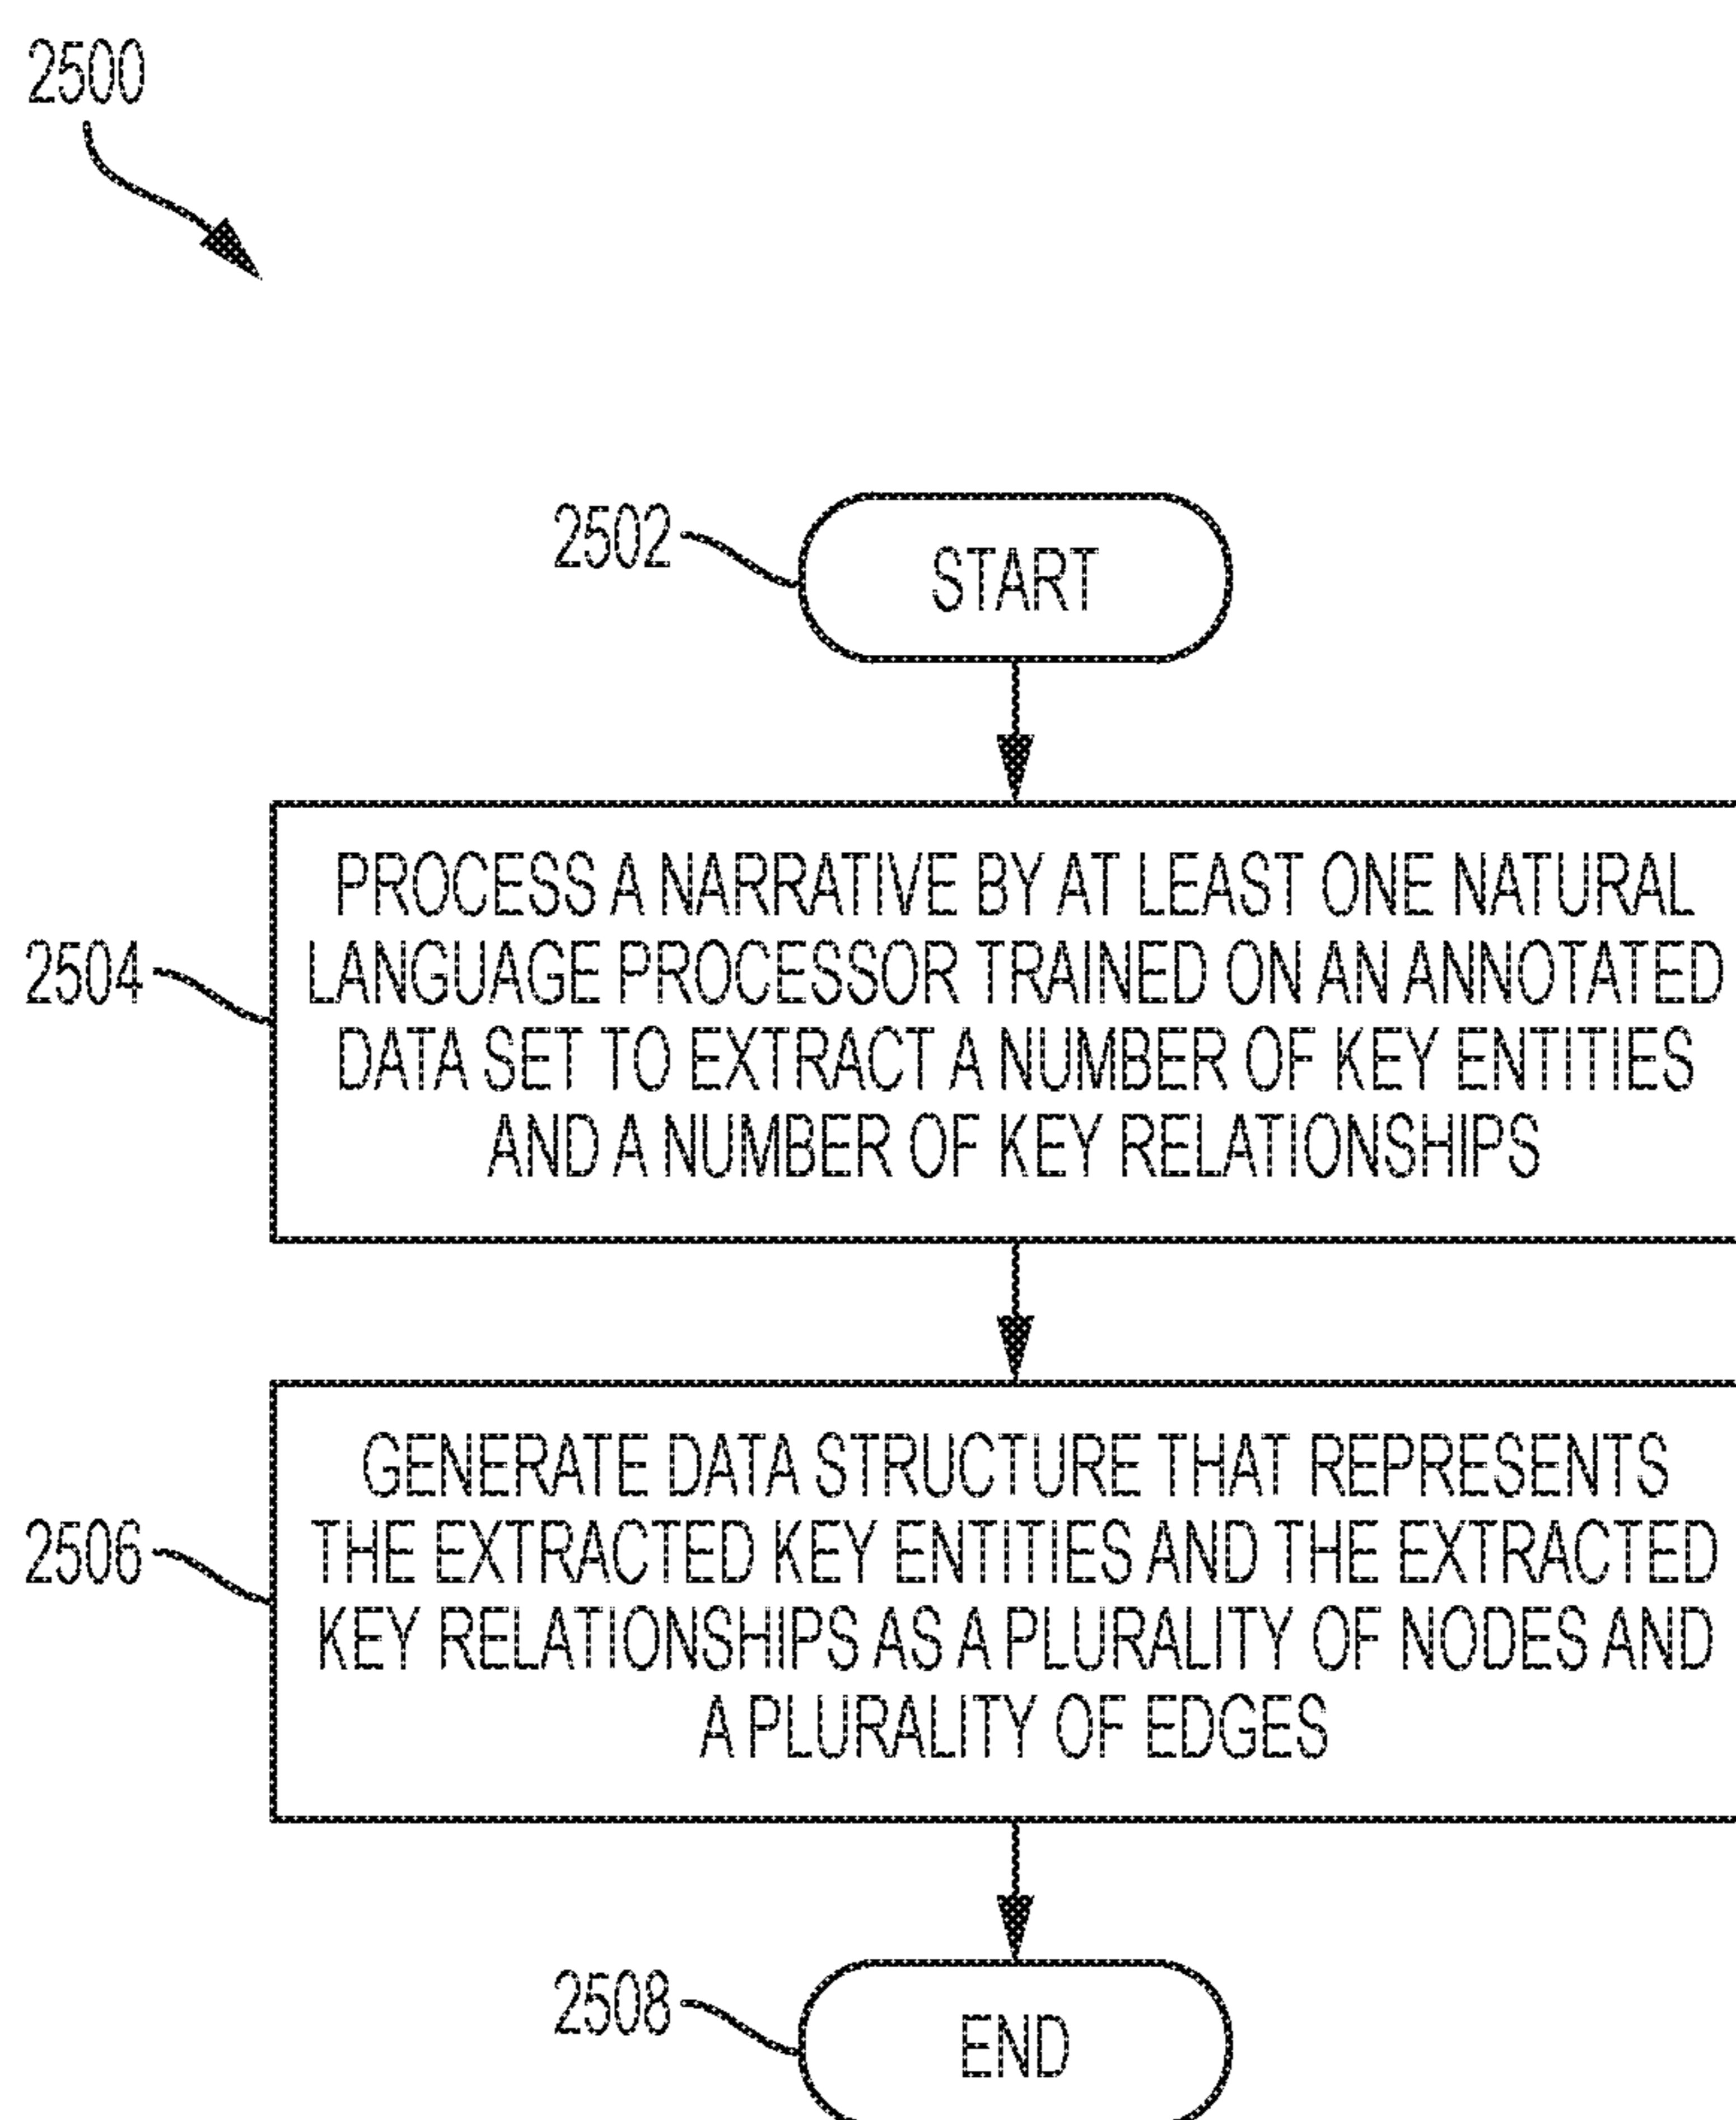 2500
2502
START
PROCESS A NARRATIVE BY AT LEAST ONE NATURAL
2504
LANGUAGE PROCESSOR TRAINED ON AN ANNOTATED
DATA SET TO EXTRACT A NUMBER OF KEY ENTITIES
AND A NUMBER OF KEY RELATIONSHIPS
GENERATE DATA STRUCTURE THAT REPRESENTS
2506
THE EXTRACTED KEY ENTITIES AND THE EXTRACTED
KEY RELATIONSHIPS AS A PLURALITY OF NODES AND
A PLURALITY OF EDGES
2508
END